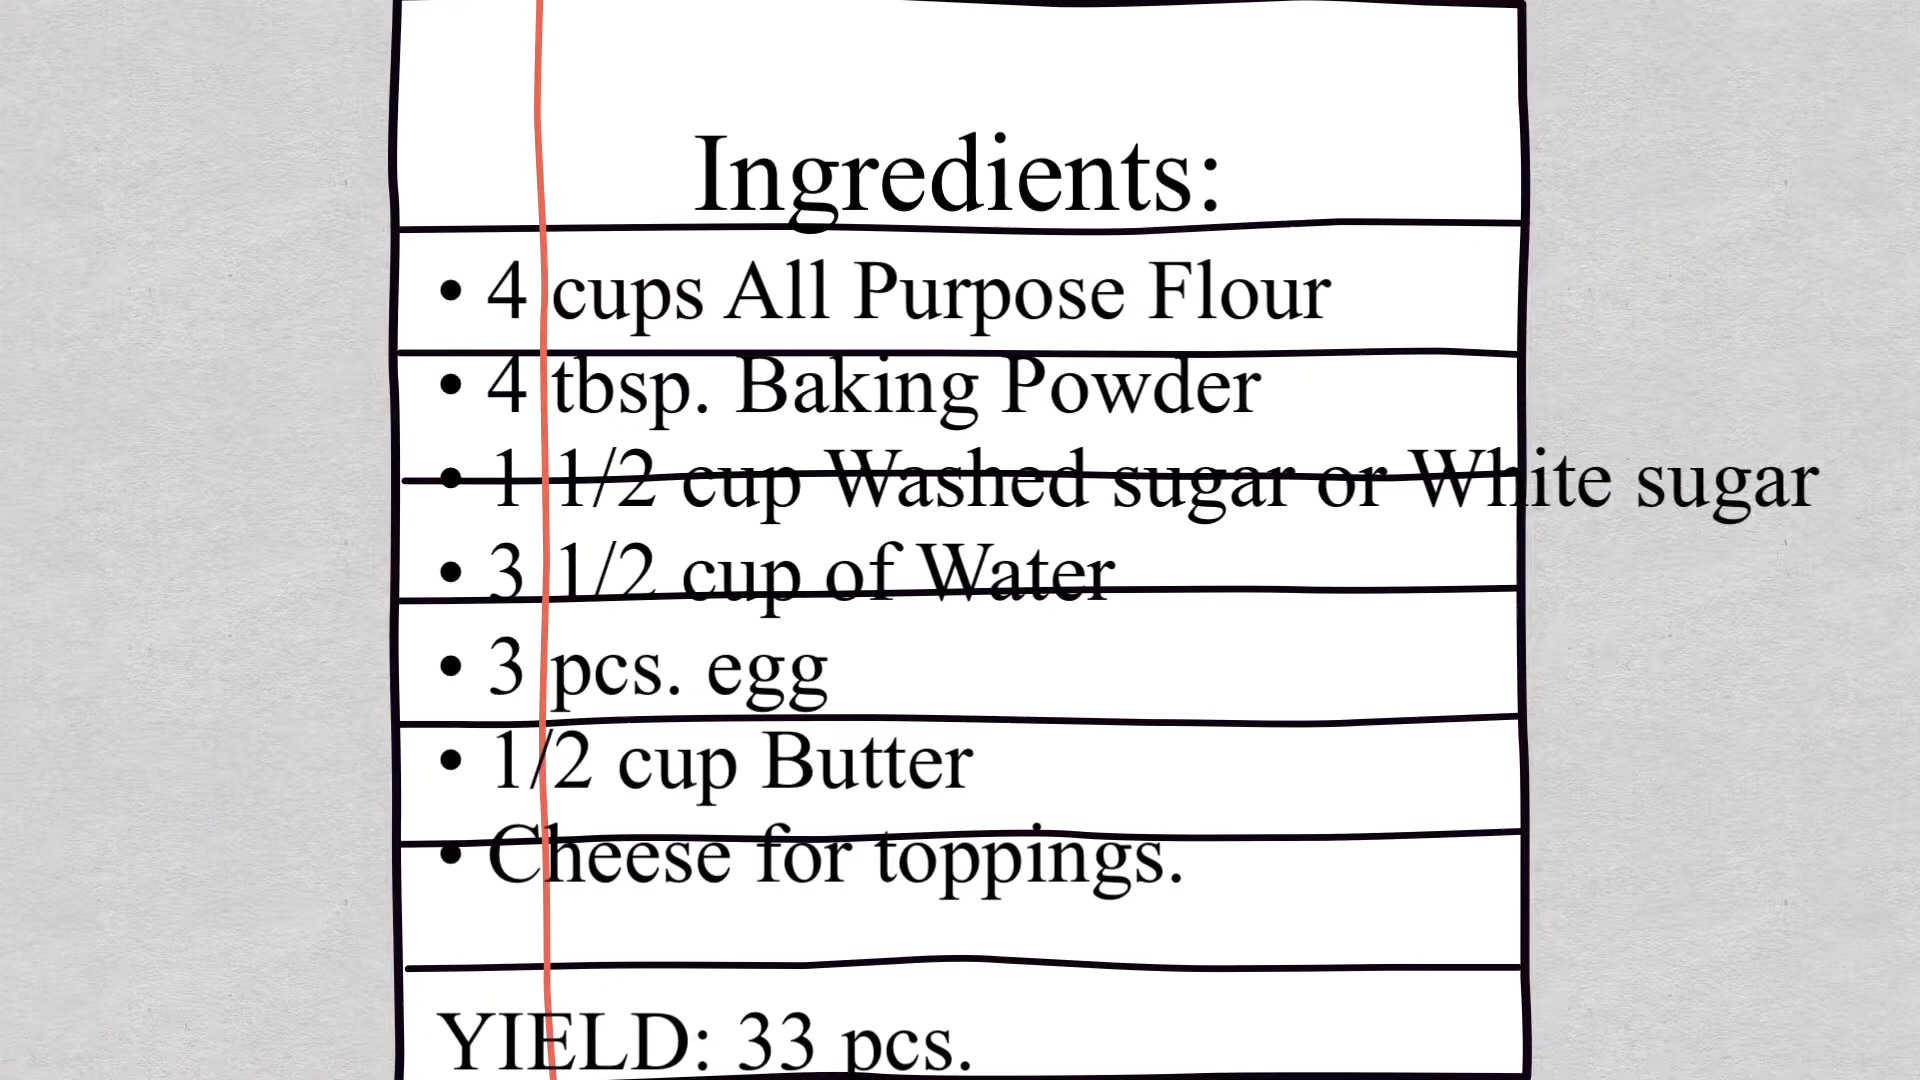 Ingredients:
• 4 cups All Purpose Flour
• 4 tbsp. Baking Powder
• 1 1/2 cup Washed sugar or White sugar
• 3 1/2 cup of Water
• 3 pcs. egg
• 1/2 cup Butter
• Cheese for toppings.
YIELD: 33 pcs.